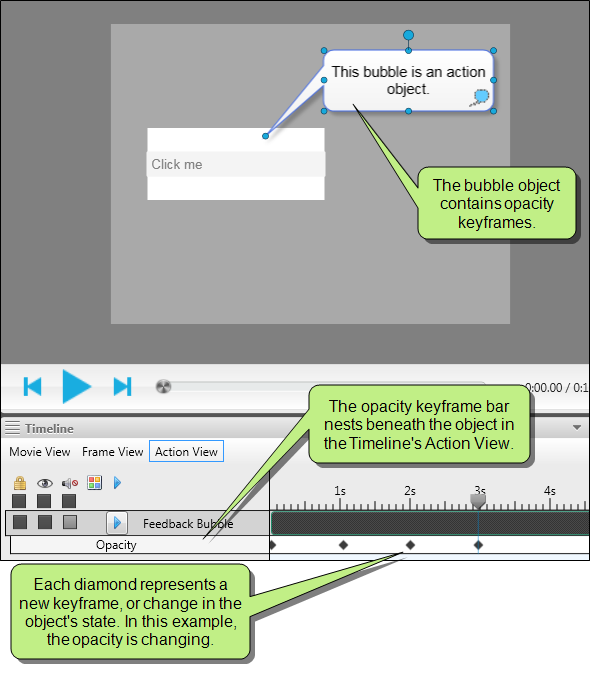 This bubble is an action
object.
Click me
The bubble object
contains opacity
keyframes.
0:00.00 / 0:1
The opacity keyframe bar
nests beneath the object in
the Timeline's Action View.
Timeline
Movie View Frame View Action View
1s 2s 3s 4s
Feedback Bubble
Opacity
Each diamond represents a
new keyframe, or change in the
object's state. In this example,
the opacity is changing.